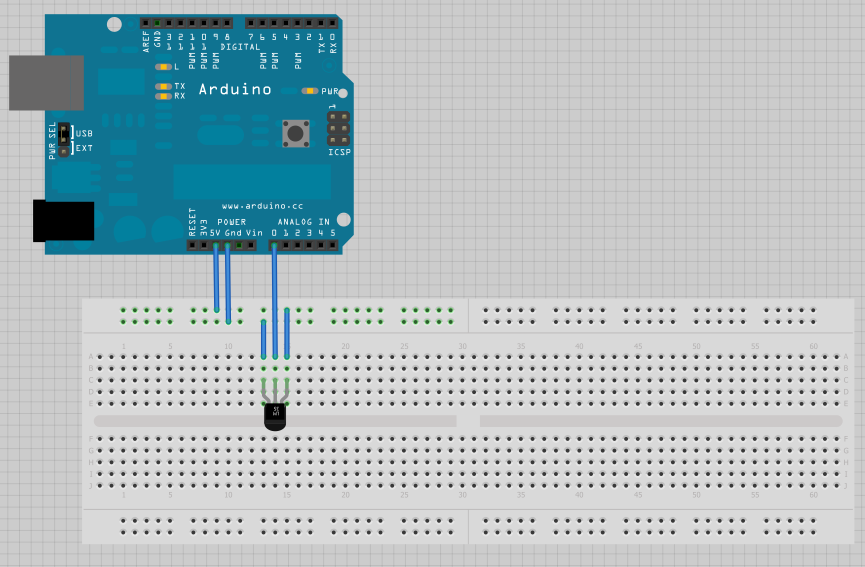 AREF
GND
13
12
11
10
9
8
7
6
5
4
3
2
TX 1
RX 0
DIGITAL
PWM
PWM
PWM
PWM
PWM
PWM
L
TX
RX
Arduino
PWR
1
ICSP
PWR SEL
USB
EXT
www.arduino.cc
RESET
3V3
POWER
ANALOG IN
5V Gnd Vin 0 1 2 3 4 5
1 5 10 15 20 25 30 35 40 45 50 55 60
A A
B B
C C
D D
E E
LM
35
F F
G G
H H
I I
J J
1 5 10 15 20 25 30 35 40 45 50 55 60